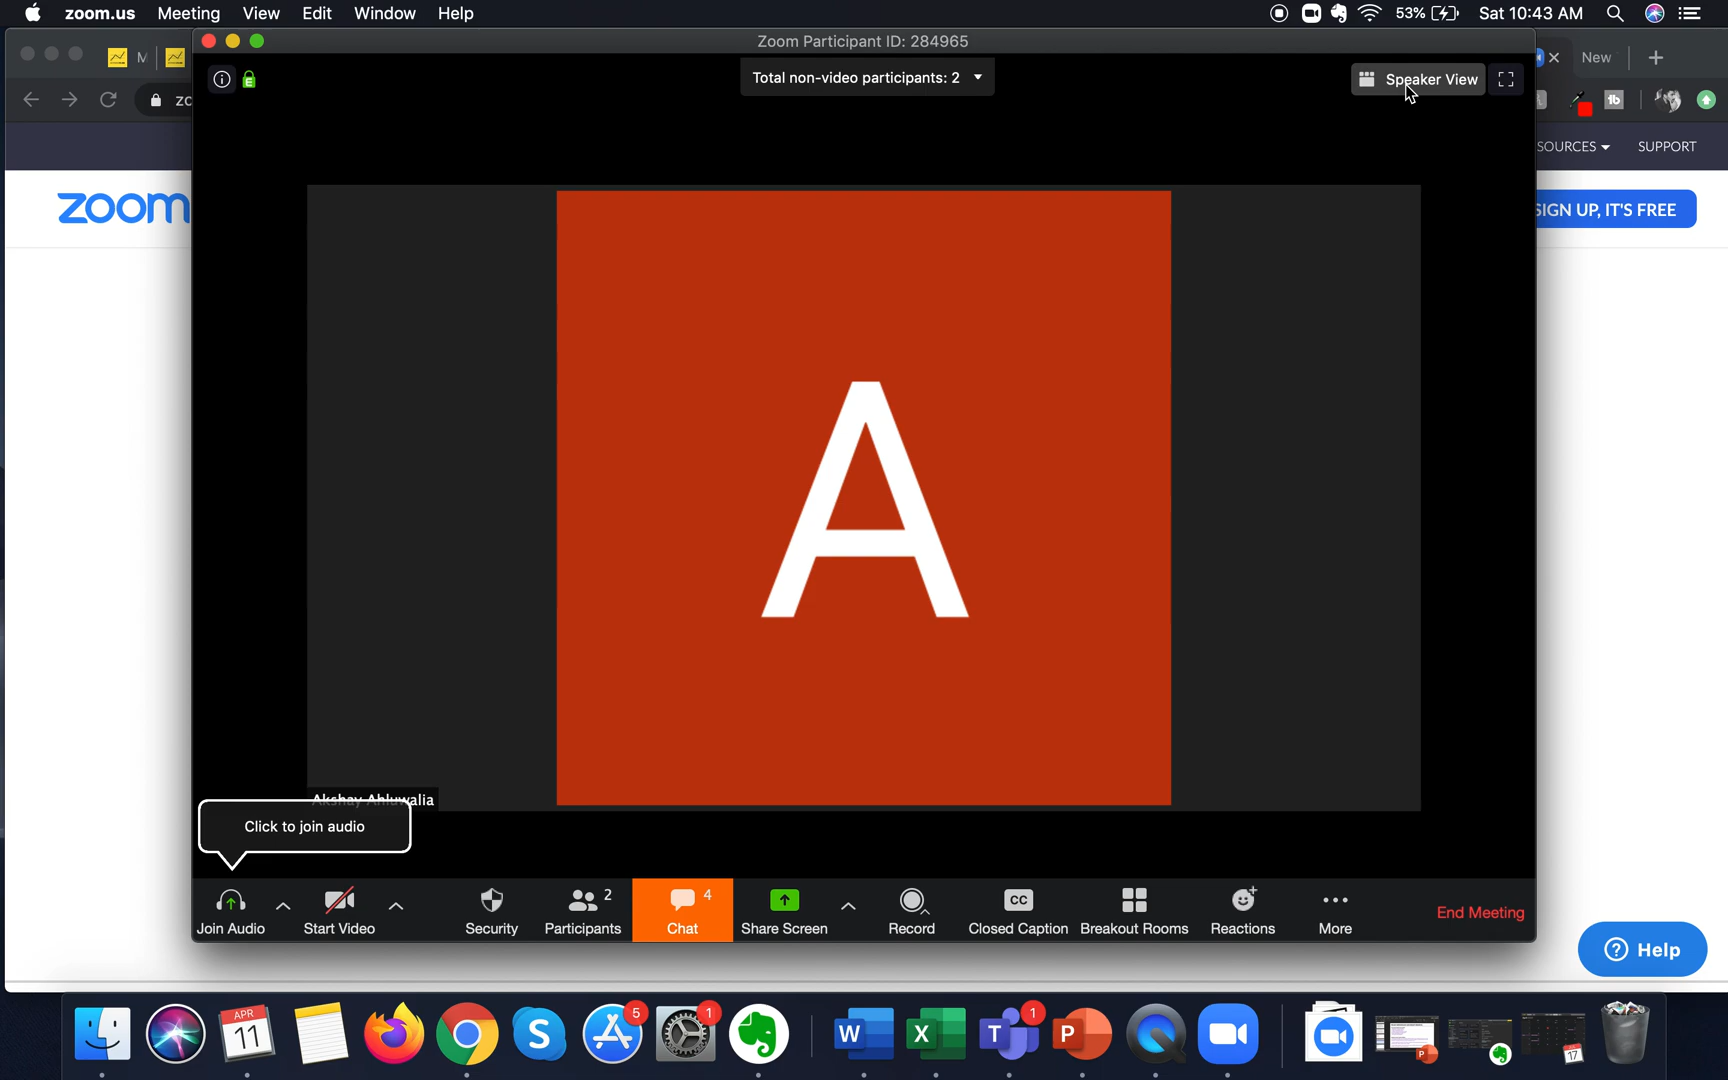 zoom.us Meeting View Edit Window Help 53% Sat 10:43 AM
Zoom Participant ID: 284965
M New
Total non-video participants: 2
Speaker View
SOURCES SUPPORT
zoom
SIGN UP, IT'S FREE
A
Akshay Ahluwalia
Click to join audio
2 4 CC
Join Audio Start Video Security Participants Chat Share Screen Record Closed Caption Breakout Rooms Reactions More End Meeting
Help
APR 11 S 5 1 W X T 1 P P 17